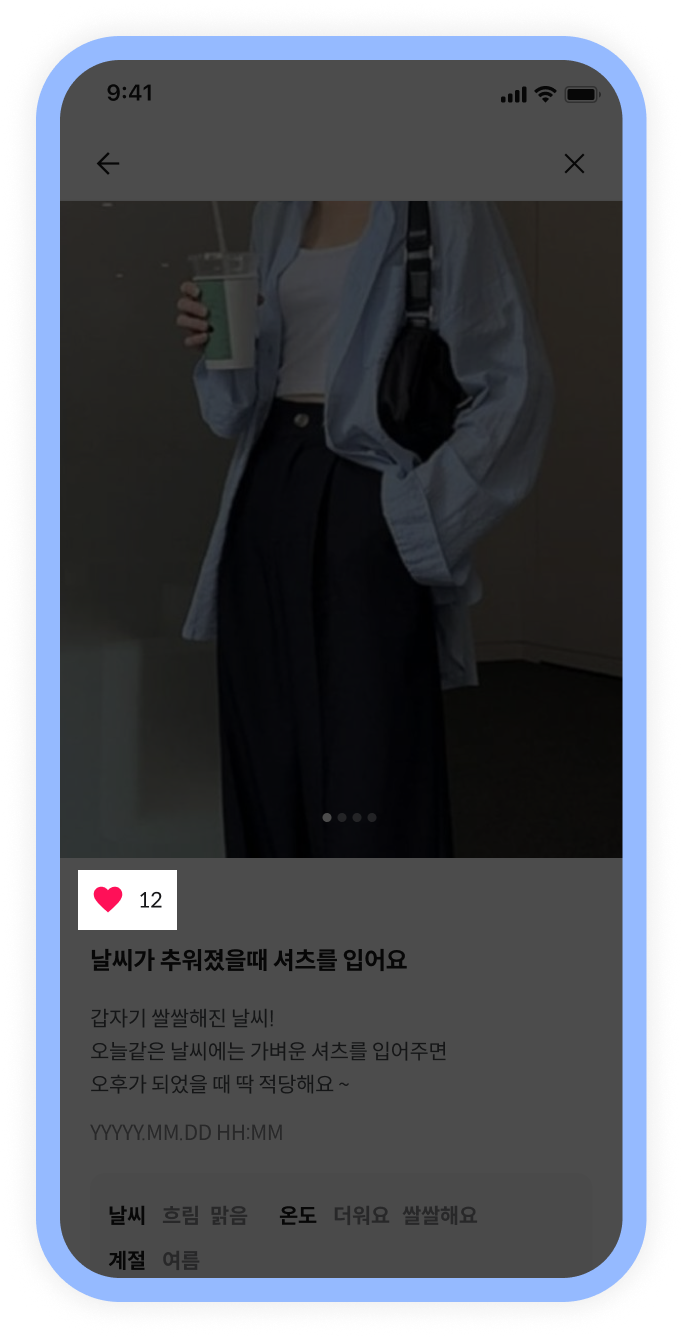 9:41
12
날씨가 추워졌을때 셔츠를 입어요
갑자기 쌀쌀해진 날씨!
오늘같은 날씨에는 가벼운 셔츠를 입어주면
오후가 되었을 때 딱 적당해요 ~
YYYYY.MM.DD HH:MM
날씨 흐림 맑음 온도 더워요 쌀쌀해요
계절 여름